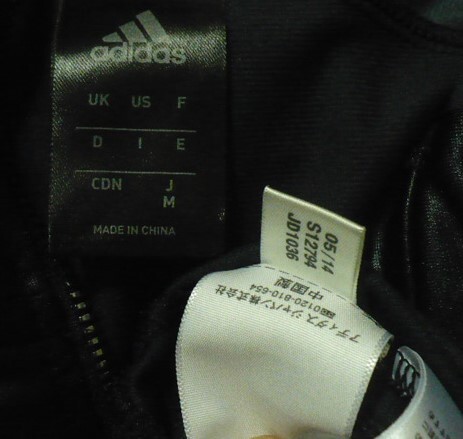 adidas
UK US F
D I E
CDN J
M
MADE IN CHINA
05/14
S12794
JD1036
アディダスジャパン株式会社
0120-810-654
中国製